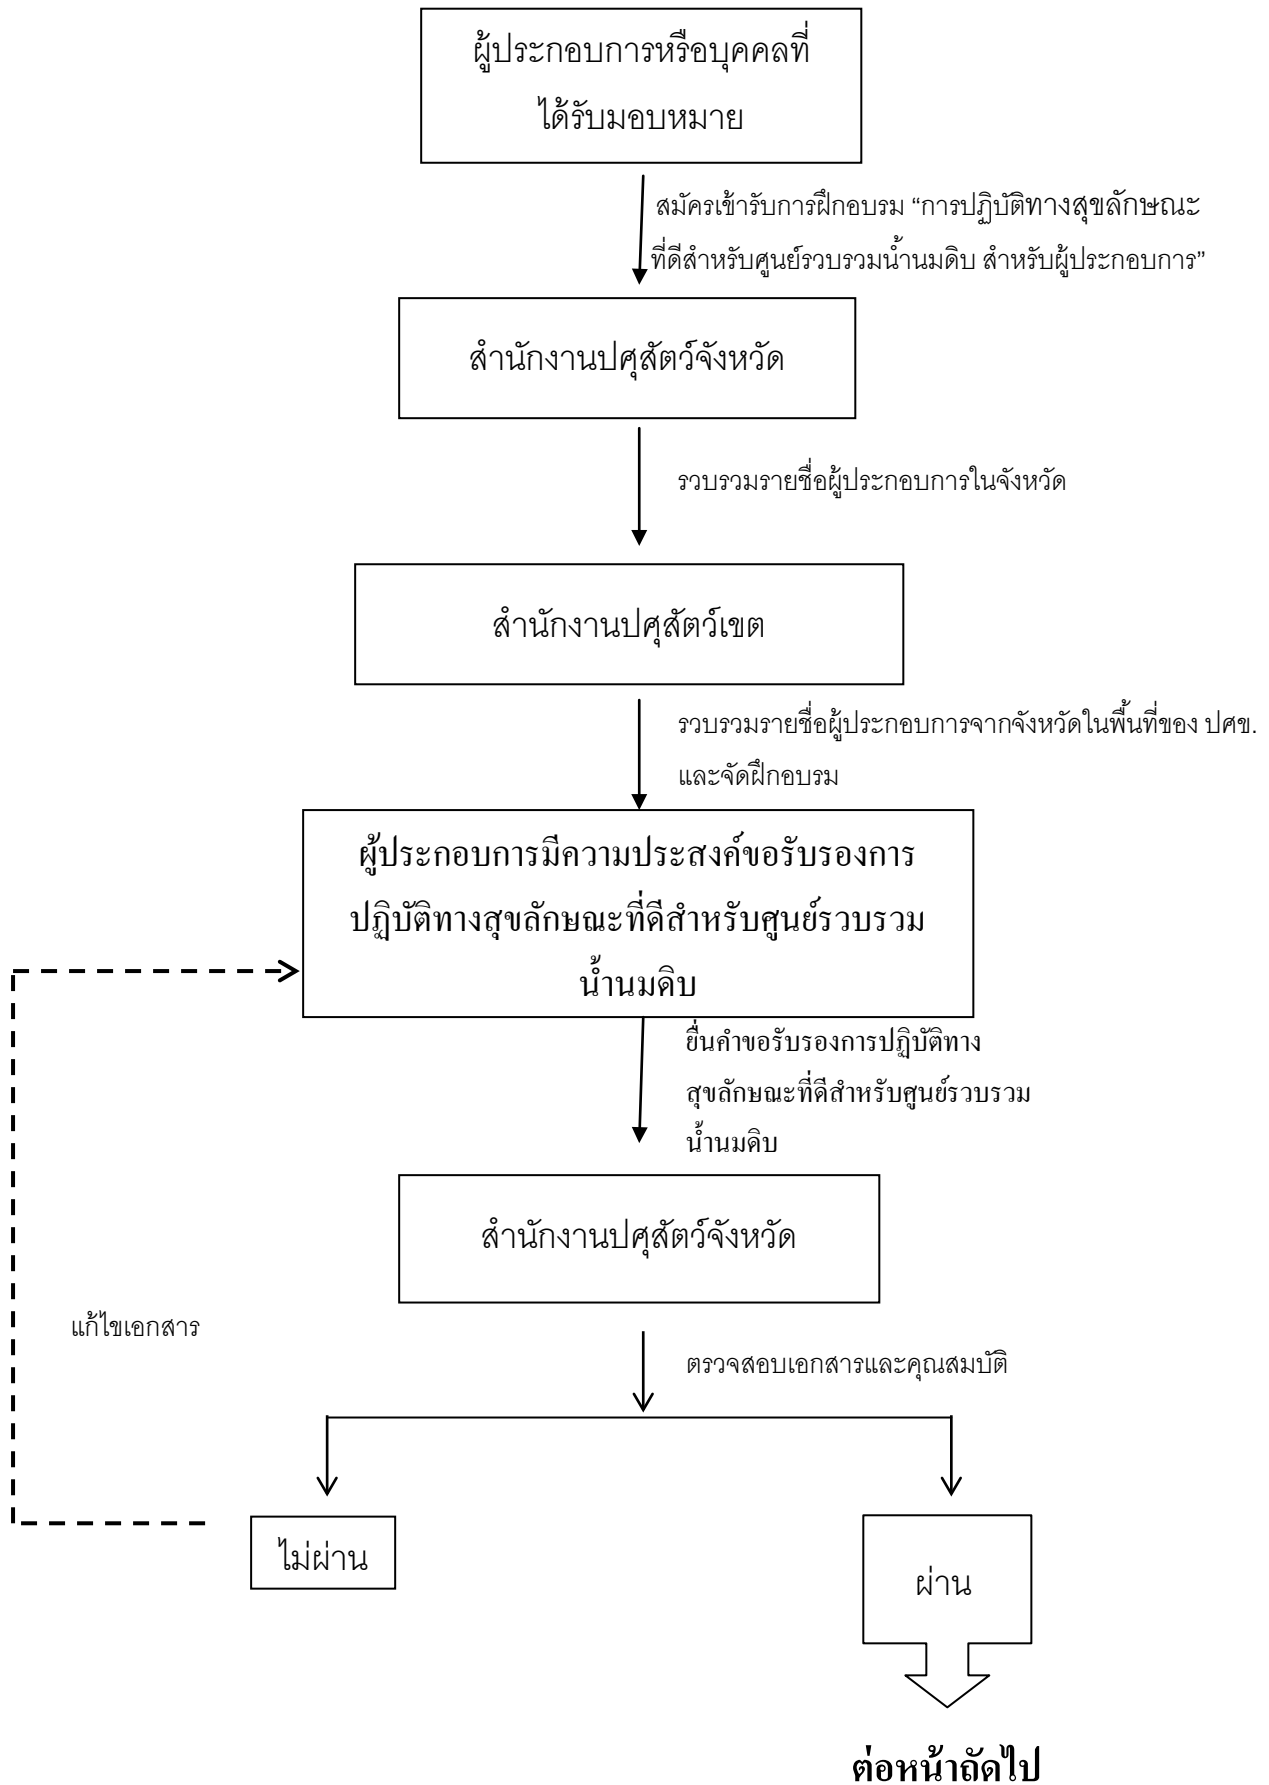 ผู้ประกอบการหรือบุคคลที่
ได้รับมอบหมาย
สมัครเข้ารับการฝึกอบรม “การปฏิบัติทางสุขลักษณะ
ที่ดีสำหรับศูนย์รวบรวมน้ำนมดิบ สำหรับผู้ประกอบการ”
สำนักงานปศุสัตว์จังหวัด
รวบรวมรายชื่อผู้ประกอบการในจังหวัด
สำนักงานปศุสัตว์เขต
รวบรวมรายชื่อผู้ประกอบการจากจังหวัดในพื้นที่ของ ปศข.
และจัดฝึกอบรม
ผู้ประกอบการมีความประสงค์ขอรับรองการ
ปฏิบัติทางสุขลักษณะที่ดีสำหรับศูนย์รวบรวม
น้ำนมดิบ
ยื่นคำขอรับรองการปฏิบัติทาง
สุขลักษณะที่ดีสำหรับศูนย์รวบรวม
น้ำนมดิบ
สำนักงานปศุสัตว์จังหวัด
แก้ไขเอกสาร
ตรวจสอบเอกสารและคุณสมบัติ
ไม่ผ่าน
ผ่าน
ต่อหน้าถัดไป